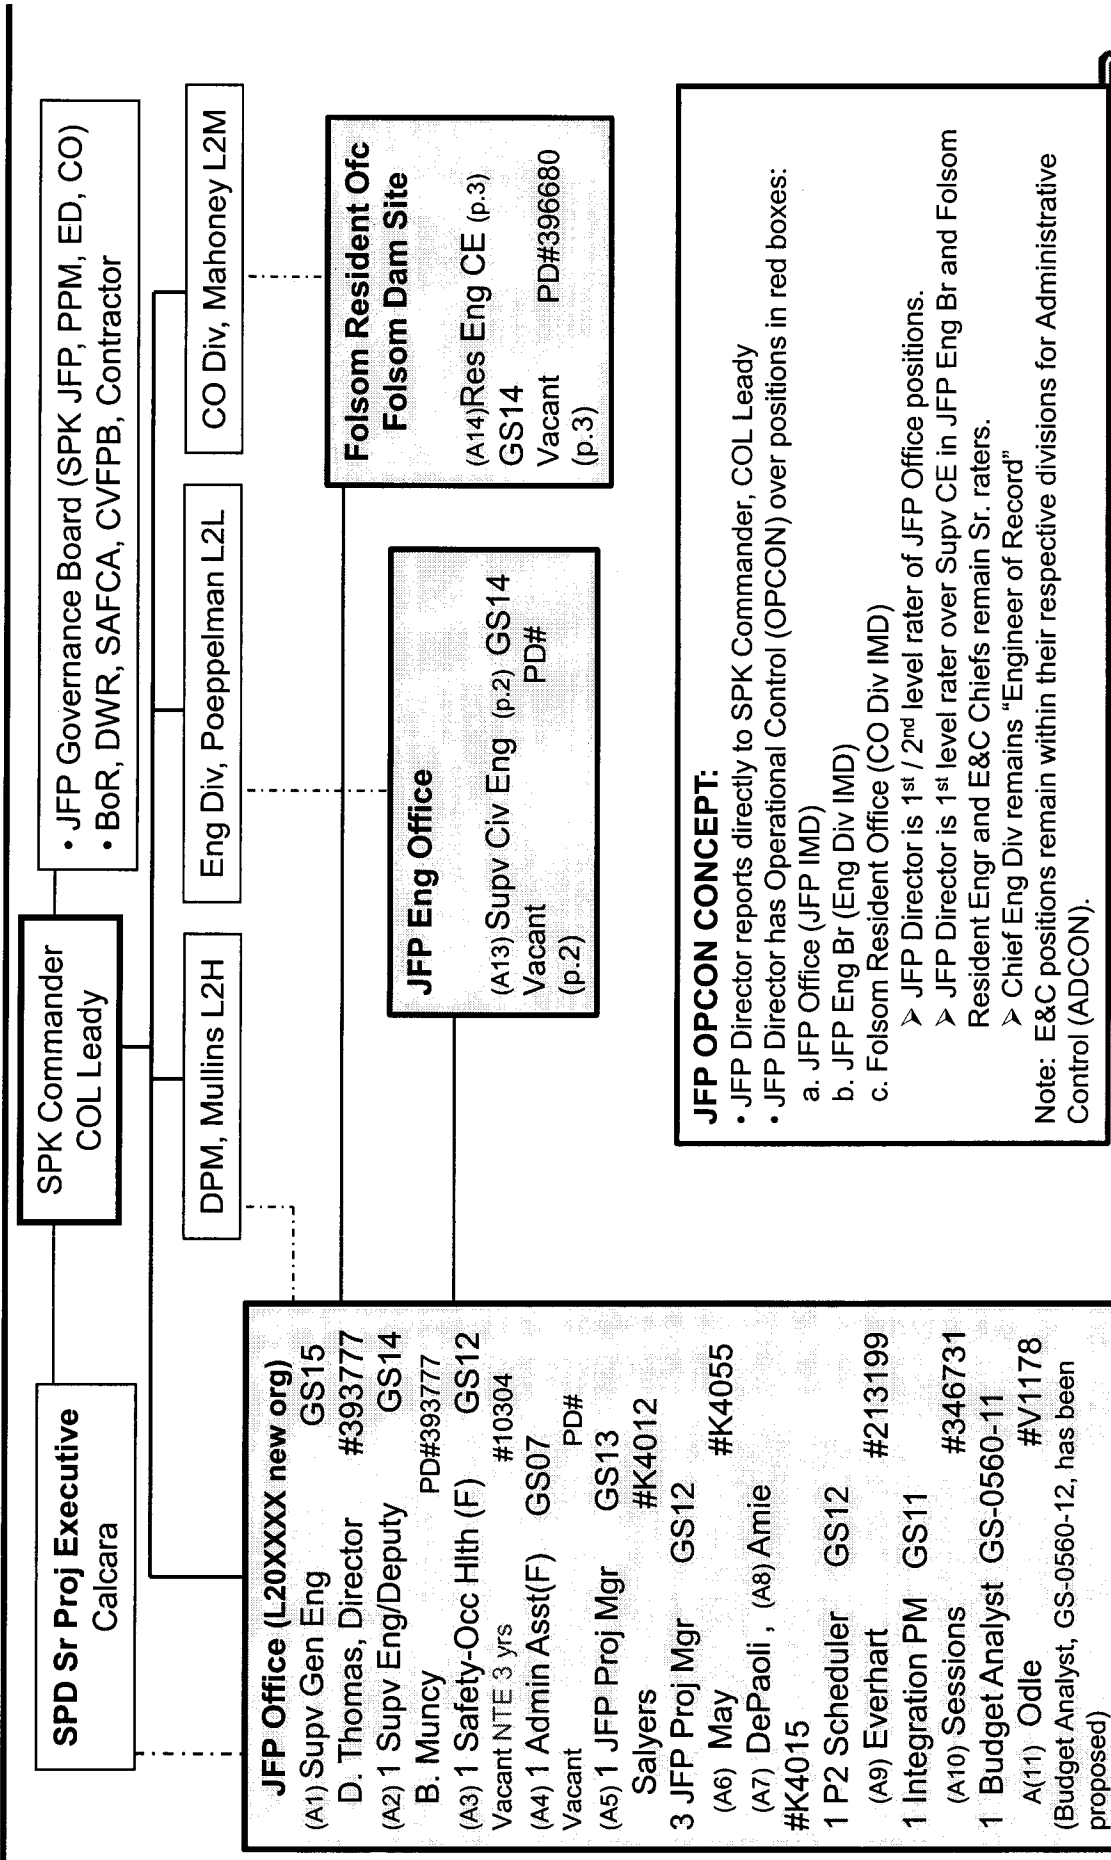 SPD Sr Proj Executive
Calcara
SPK Commander
COL Leady
• JFP Governance Board (SPK JFP, PPM, ED, CO)
• BoR, DWR, SAFCA, CVFPB, Contractor
DPM, Mullins L2H
Eng Div, Poeppelman L2L
CO Div, Mahoney L2M
JFP Office (L20XXX new org)
(A1) Supv Gen Eng GS15
D. Thomas, Director #393777
(A2) 1 Supv Eng/Deputy GS14
B. Muncy PD#393777
(A3) 1 Safety-Occ Hlth (F) GS12
Vacant NTE 3 yrs #10304
(A4) 1 Admin Asst(F) GS07
Vacant PD#
(A5) 1 JFP Proj Mgr GS13
Salyers #K4012
3 JFP Proj Mgr GS12
(A6) May #K4055
(A7) DePaoli , (A8) Amie
#K4015
1 P2 Scheduler GS12
(A9) Everhart #213199
1 Integration PM GS11
(A10) Sessions #346731
1 Budget Analyst GS-0560-11
A(11) Odle #V1178
(Budget Analyst, GS-0560-12, has been
proposed)
JFP Eng Office
(A13) Supv Civ Eng (p.2) GS14
Vacant PD#
(p.2)
Folsom Resident Ofc
Folsom Dam Site
(A14)Res Eng CE (p.3)
GS14
Vacant PD#396680
(p.3)
JFP OPCON CONCEPT:
• JFP Director reports directly to SPK Commander, COL Leady
• JFP Director has Operational Control (OPCON) over positions in red boxes:
a. JFP Office (JFP IMD)
b. JFP Eng Br (Eng Div IMD)
c. Folsom Resident Office (CO Div IMD)
➢ JFP Director is 1st / 2nd level rater of JFP Office positions.
➢ JFP Director is 1st level rater over Supv CE in JFP Eng Br and Folsom
Resident Engr and E&C Chiefs remain Sr. raters.
➢ Chief Eng Div remains “Engineer of Record”
Note: E&C positions remain within their respective divisions for Administrative
Control (ADCON).